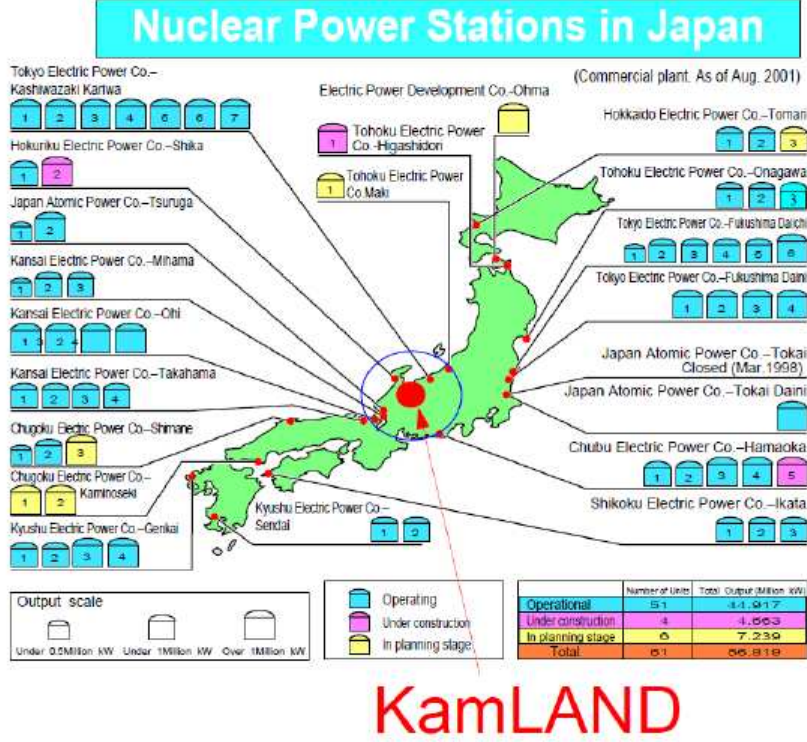 Nuclear Power Stations in Japan
(Commercial plant. As of Aug. 2001)
Tokyo Electric Power Co.–
Kashiwazaki Kariwa
1 2 3 4 6 6 7
Hokuriku Electric Power Co.–Shika
1 2
Japan Atomic Power Co.–Tsuruga
1 2
Kansai Electric Power Co.–Mihama
1 2 3
Kansai Electric Power Co.–Ohi
1 3 2 4
Kansai Electric Power Co.–Takahama
1 2 3 4
Chugoku Electric Power Co.–Shimane
1 2 3
Chugoku Electric Power Co.–
Kaminoseki
1 2
Kyushu Electric Power Co.–Genkai
1 2 3 4
Electric Power Development Co.–Ohma
1 Tohoku Electric Power
Co.–Higashidori
1 Tohoku Electric Power
Co.Maki
Hokkaido Electric Power Co.–Tomari
1 2 3
Tohoku Electric Power Co.–Onagawa
1 2 3
Tokyo Electric Power Co.–Fukushima Daiichi
1 2 3 4 5 6
Tokyo Electric Power Co.–Fukushima Daini
1 2 3 4
Japan Atomic Power Co.–Tokai
Closed (Mar.1998)
Japan Atomic Power Co.–Tokai Daini
Chubu Electric Power Co.–Hamaoka
1 2 3 4 5
Shikoku Electric Power Co.–Ikata
1 2 3
Kyushu Electric Power Co.–
Sendai
1 2
Output scale
Under 0.5Million kW Under 1Million kW Over 1Million kW
Operating
Under construction
In planning stage
Number of Units Total Output (Million kW)
Operational 51 44.917
Under construction 4 4.663
In planning stage 6 7.239
Total 61 56.819
KamLAND